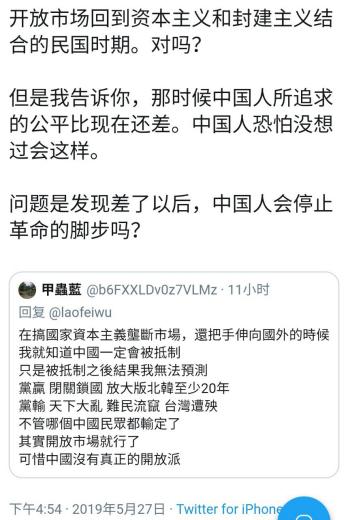 开放市场回到资本主义和封建主义结
合的民国时期。对吗？
但是我告诉你，那时候中国人所追求
的公平比现在还差。中国人恐怕没想
过会这样。
问题是发现差了以后，中国人会停止
革命的脚步吗？
甲蟲藍 @b6FXXLDv0z7VLMz · 11小时
回复 @laofeiwu
在搞國家資本主義壟斷市場，還把手伸向國外的時候
我就知道中國一定會被抵制
只是被抵制之後結果我無法預測
黨贏 閉關鎖國 放大版北韓至少20年
黨輸 天下大亂 難民流竄 台灣遭殃
不管哪個中國民眾都輸定了
其實開放市場就行了
可惜中國沒有真正的開放派
下午4:54 · 2019年5月27日 · Twitter for iPhone